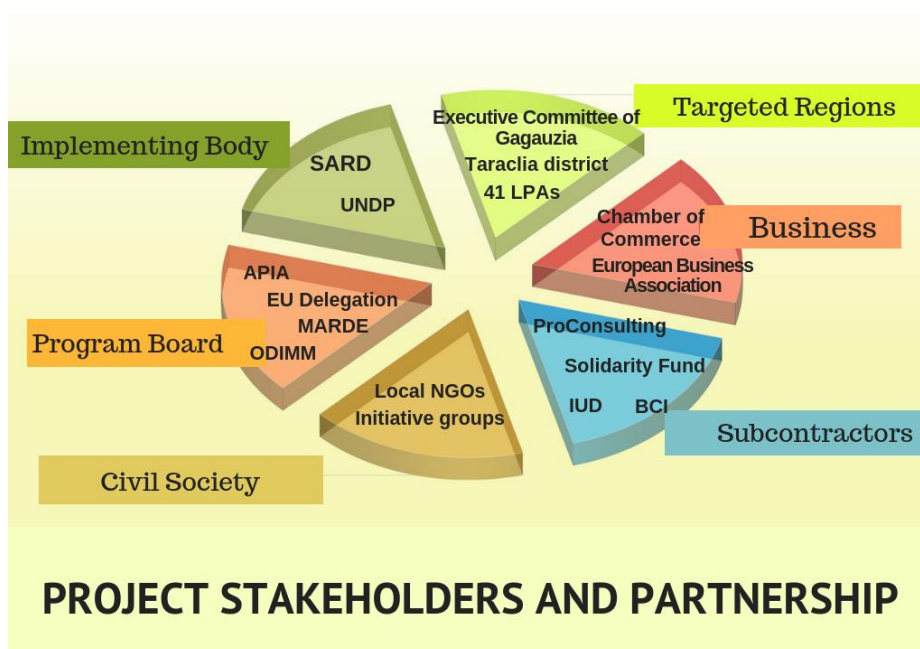 Implementing Body
SARD
UNDP
Executive Committee of
Gagauzia
Taraclia district
41 LPAs
Targeted Regions
Chamber of
Commerce
European Business
Association
Business
APIA
EU Delegation
MARDE
ODIMM
Program Board
ProConsulting
Solidarity Fund
IUD BCI
Subcontractors
Local NGOs
Initiative groups
Civil Society
PROJECT STAKEHOLDERS AND PARTNERSHIP